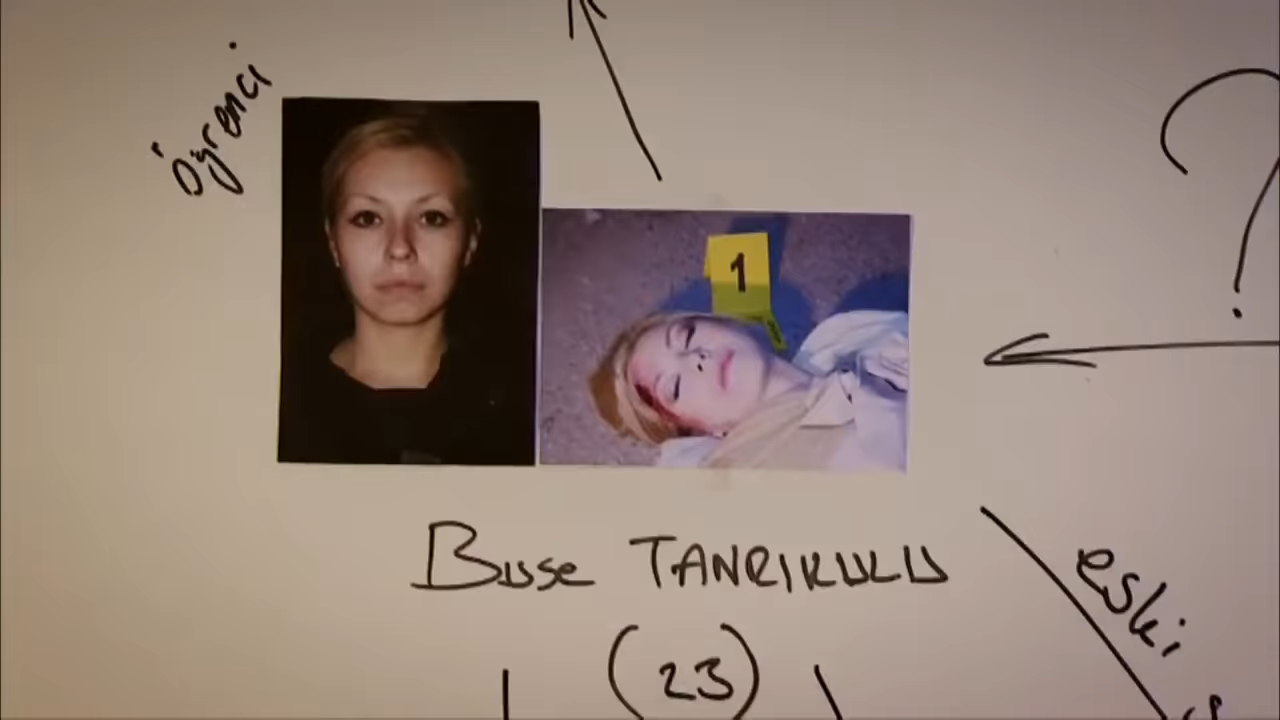 Öğrenci
1
?
Buse TANRIKULU
(23)
eski